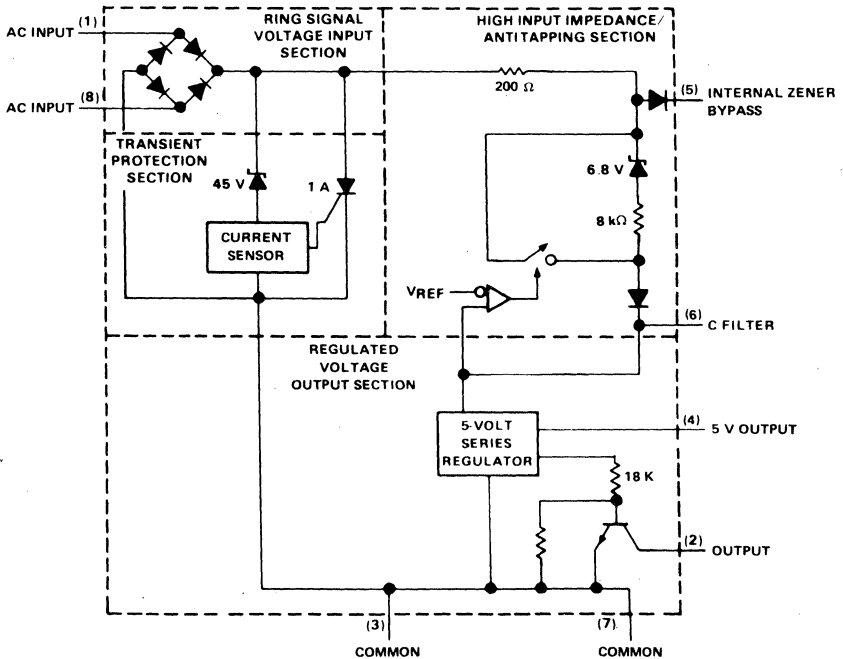 RING SIGNAL
VOLTAGE INPUT
SECTION
HIGH INPUT IMPEDANCE/
ANTITAPPING SECTION
AC INPUT (1)
AC INPUT (8)
200 Ω
(5) INTERNAL ZENER
BYPASS
TRANSIENT
PROTECTION
SECTION
45 V
1 A
6.8 V
8 kΩ
CURRENT
SENSOR
VREF
(6) C FILTER
REGULATED
VOLTAGE
OUTPUT SECTION
5-VOLT
SERIES
REGULATOR
(4) 5 V OUTPUT
18 K
(2) OUTPUT
(3)
COMMON
(7)
COMMON